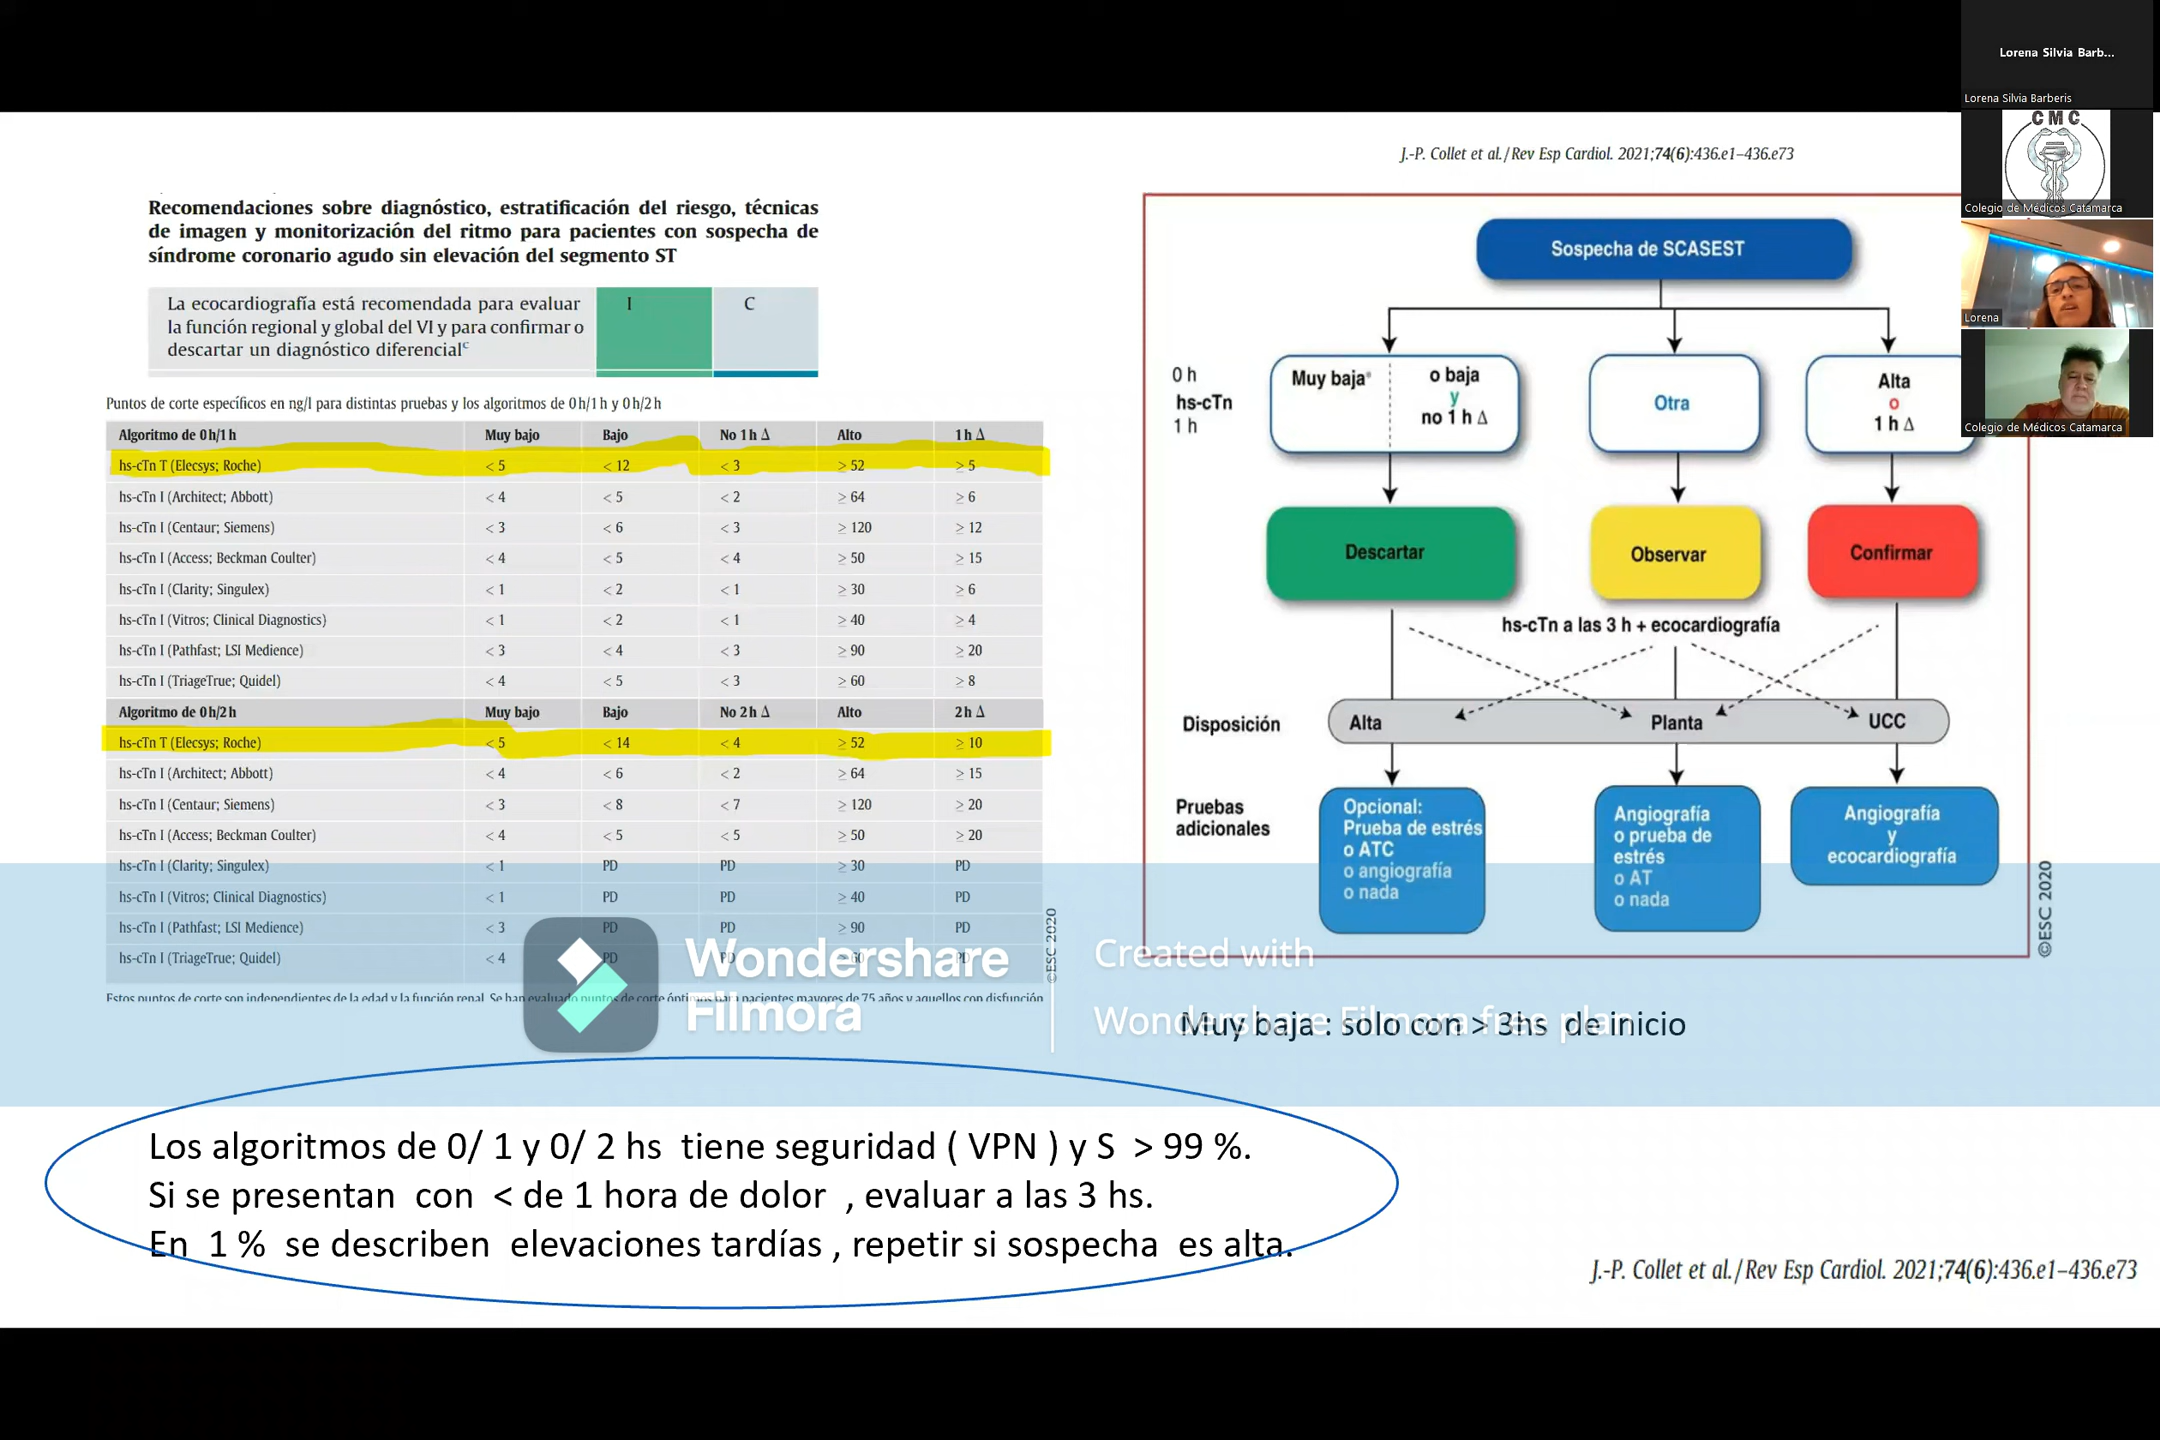 J.-P. Collet et al. / Rev Esp Cardiol. 2021;74(6):436.e1–436.e73
Recomendaciones sobre diagnóstico, estratificación del riesgo, técnicas
de imagen y monitorización del ritmo para pacientes con sospecha de
síndrome coronario agudo sin elevación del segmento ST
La ecocardiografía está recomendada para evaluar
la función regional y global del VI y para confirmar o
descartar un diagnóstico diferencialc
I
C
Puntos de corte específicos en ng/l para distintas pruebas y los algoritmos de 0 h/1 h y 0 h/2 h
Algoritmo de 0 h/1 h Muy bajo Bajo No 1 h Δ Alto 1 h Δ
hs-cTn T (Elecsys; Roche) < 5 < 12 < 3 ≥ 52 ≥ 5
hs-cTn I (Architect; Abbott) < 4 < 5 < 2 ≥ 64 ≥ 6
hs-cTn I (Centaur; Siemens) < 3 < 6 < 3 ≥ 120 ≥ 12
hs-cTn I (Access; Beckman Coulter) < 4 < 5 < 4 ≥ 50 ≥ 15
hs-cTn I (Clarity; Singulex) < 1 < 2 < 1 ≥ 30 ≥ 6
hs-cTn I (Vitros; Clinical Diagnostics) < 1 < 2 < 1 ≥ 40 ≥ 4
hs-cTn I (Pathfast; LSI Medience) < 3 < 4 < 3 ≥ 90 ≥ 20
hs-cTn I (TriageTrue; Quidel) < 4 < 5 < 3 ≥ 60 ≥ 8
Algoritmo de 0 h/2 h Muy bajo Bajo No 2 h Δ Alto 2 h Δ
hs-cTn T (Elecsys; Roche) < 5 < 14 < 4 ≥ 52 ≥ 10
hs-cTn I (Architect; Abbott) < 4 < 6 < 2 ≥ 64 ≥ 15
hs-cTn I (Centaur; Siemens) < 3 < 8 < 7 ≥ 120 ≥ 20
hs-cTn I (Access; Beckman Coulter) < 4 < 5 < 5 ≥ 50 ≥ 20
hs-cTn I (Clarity; Singulex) < 1 PD PD ≥ 30 PD
hs-cTn I (Vitros; Clinical Diagnostics) < 1 PD PD ≥ 40 PD
hs-cTn I (Pathfast; LSI Medience) < 3 PD PD ≥ 90 PD
hs-cTn I (TriageTrue; Quidel) < 4 PD PD 60 PD
©ESC 2020
Estos puntos de corte son independientes de la edad y la función renal. Se han evaluado puntos de corte óptimos para pacientes mayores de 75 años y aquellos con disfunción
Sospecha de SCASEST
0 h
hs-cTn
1 h
Muy baja*
o baja
y
no 1 h Δ
Otra
Alta
o
1 h Δ
Descartar
Observar
Confirmar
hs-cTn a las 3 h + ecocardiografía
Disposición
Alta
Planta
UCC
Pruebas
adicionales
Opcional:
Prueba de estrés
o ATC
o angiografía
o nada
Angiografía
o prueba de
estrés
o AT
o nada
Angiografía
y
ecocardiografía
©ESC 2020
Wondershare
Filmora
Created with
Wondershare Filmora free plan
Muy baja : solo con > 3hs de inicio
Los algoritmos de 0/ 1 y 0/ 2 hs tiene seguridad ( VPN ) y S > 99 %.
Si se presentan con < de 1 hora de dolor , evaluar a las 3 hs.
En 1 % se describen elevaciones tardías , repetir si sospecha es alta.
J.-P. Collet et al. / Rev Esp Cardiol. 2021;74(6):436.e1–436.e73
Lorena Silvia Barb...
Lorena Silvia Barberis
CMC
Colegio de Médicos Catamarca
Lorena
Colegio de Médicos Catamarca